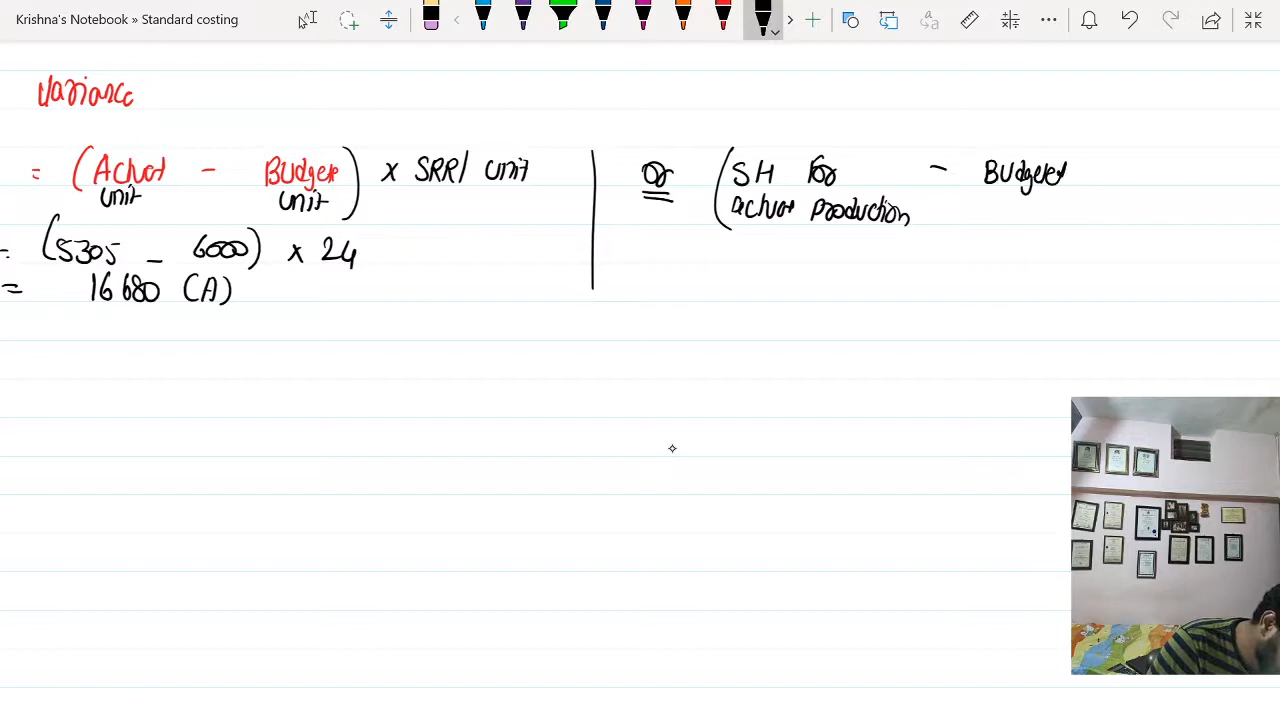 Krishna's Notebook » Standard costing
Variance
= (Actual - Budget) × SRR/ unit
unit unit
= (5305 - 6000) × 24
= 16680 (A)
Or (SH For - Budgeted
Actual production